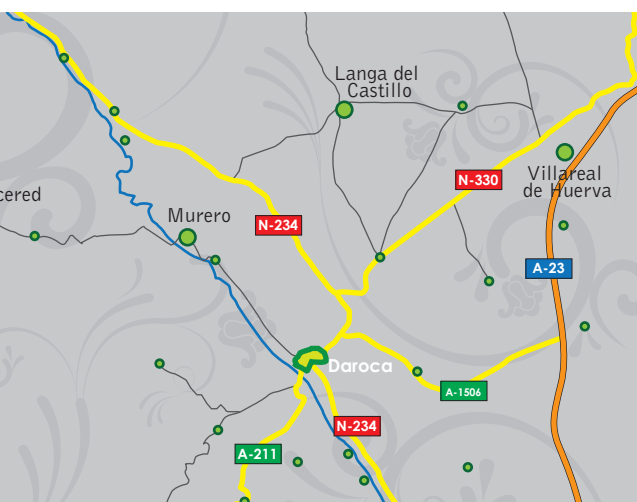 Langa del
Castillo
N-330
Villareal
de Huerva
cered
Murero
N-234
A-23
Daroca
A-1506
N-234
A-211